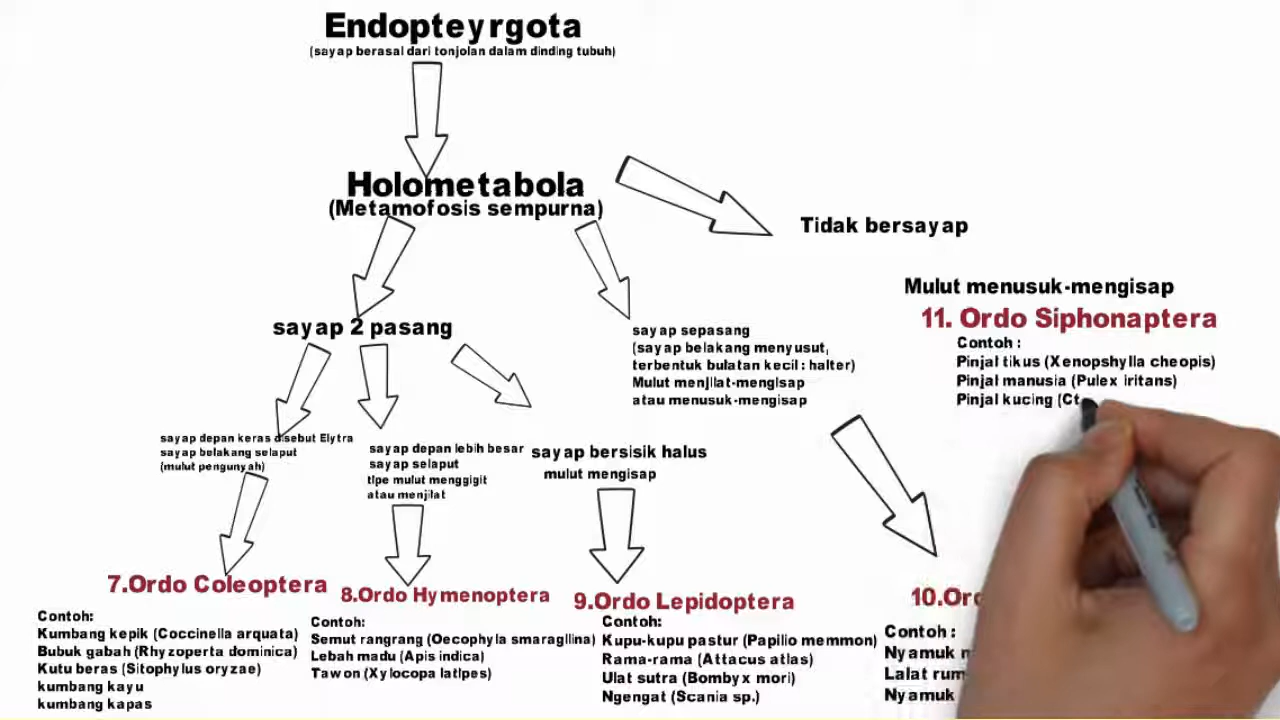 Endopteyrgota
(sayap berasal dari tonjolan dalam dinding tubuh)
Holometabola
(Metamofosis sempurna)
Tidak bersayap
Mulut menusuk-mengisap
11. Ordo Siphonaptera
Contoh :
Pinjal tikus (Xenopshylla cheopis)
Pinjal manusia (Pulex iritans)
Pinjal kucing (Ct
sayap 2 pasang
sayap sepasang
(sayap belakang menyusut,
terbentuk bulatan kecil : halter)
Mulut menjilat-mengisap
atau menusuk-mengisap
sayap depan keras disebut Elytra
sayap belakang selaput
(mulut pengunyah)
sayap depan lebih besar
sayap selaput
tipe mulut menggigit
atau menjilat
sayap bersisik halus
mulut mengisap
7.Ordo Coleoptera
Contoh:
Kumbang kepik (Coccinella arquata)
Bubuk gabah (Rhyzoperta dominica)
Kutu beras (Sitophylus oryzae)
kumbang kayu
kumbang kapas
8.Ordo Hymenoptera
Contoh:
Semut rangrang (Oecophyla smaragllina)
Lebah madu (Apis indica)
Tawon (Xylocopa latipes)
9.Ordo Lepidoptera
Contoh:
Kupu-kupu pastur (Papilio memmon)
Rama-rama (Attacus atlas)
Ulat sutra (Bombyx mori)
Ngengat (Scania sp.)
10.Ord
Contoh :
Nyamuk
Lalat rum
Nyamuk